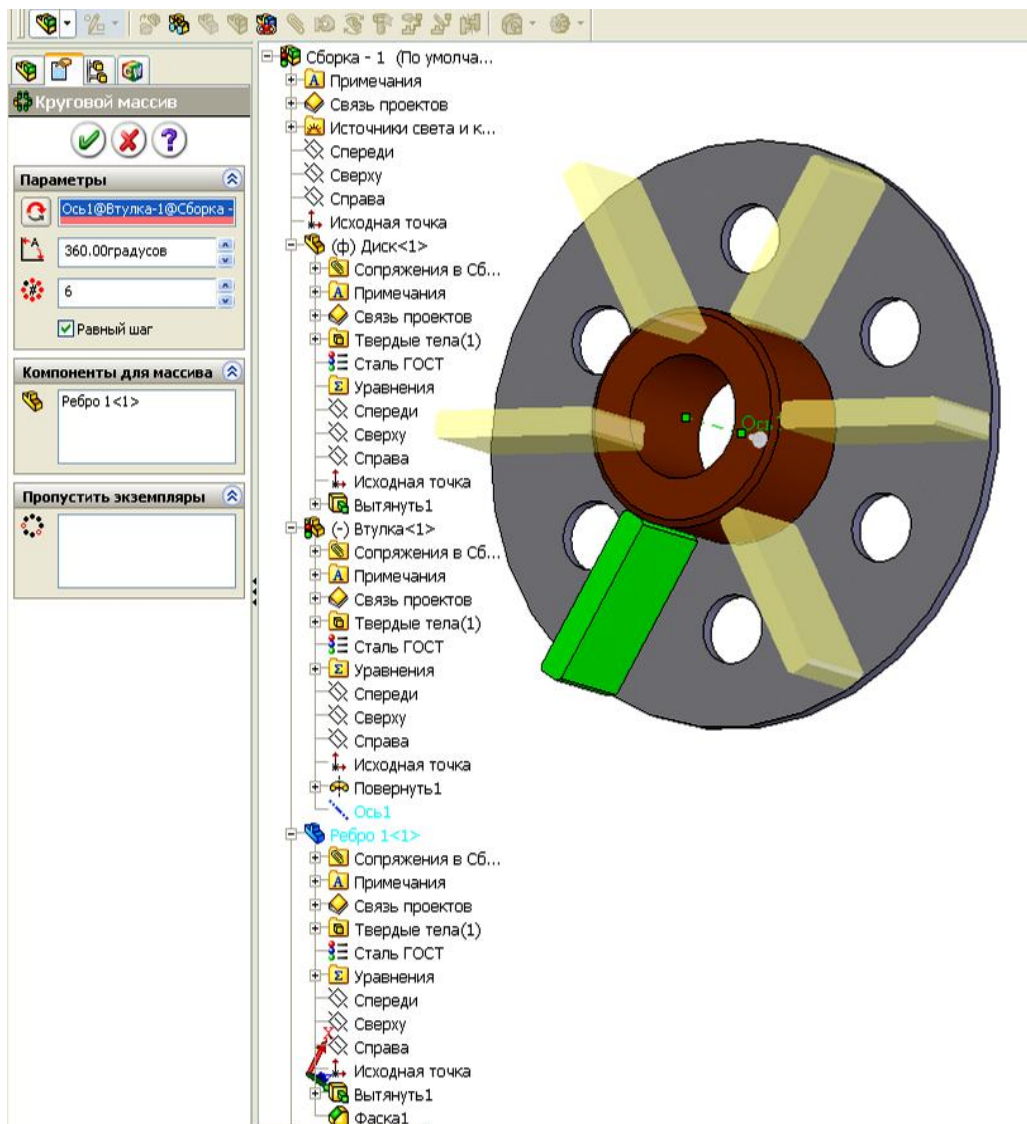 Круговой массив
Параметры
Ось1@Втулка-1@Сборка -
360.00градусов
6
Равный шаг
Компоненты для массива
Ребро 1<1>
Пропустить экземпляры
Сборка - 1 (По умолча...
Примечания
Связь проектов
Источники света и к...
Спереди
Сверху
Справа
Исходная точка
(ф) Диск<1>
Сопряжения в Сб...
Примечания
Связь проектов
Твердые тела(1)
Сталь ГОСТ
Уравнения
Спереди
Сверху
Справа
Исходная точка
Вытянуть1
(-) Втулка<1>
Сопряжения в Сб...
Примечания
Связь проектов
Твердые тела(1)
Сталь ГОСТ
Уравнения
Спереди
Сверху
Справа
Исходная точка
Повернуть1
Ось1
Ребро 1<1>
Сопряжения в Сб...
Примечания
Связь проектов
Твердые тела(1)
Сталь ГОСТ
Уравнения
Спереди
Сверху
X
Справа
Исходная точка
Вытянуть1
Фаска1